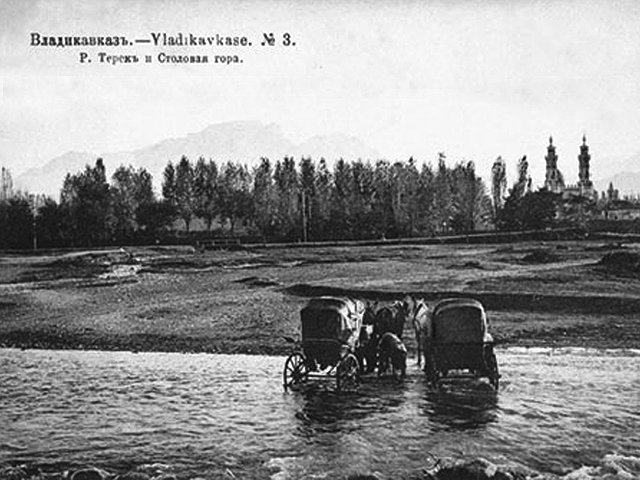 Владикавказъ.—Vladikavkase. № 3.
Р. Терекъ и Столовая гора.